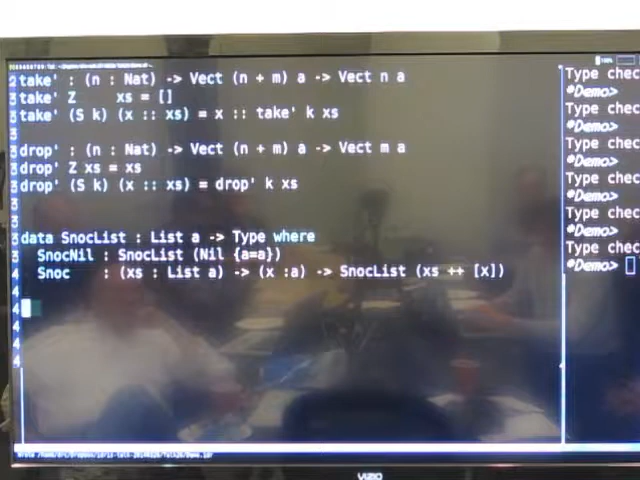 take' : (n : Nat) -> Vect (n + m) a -> Vect n a
take' Z xs = []
take' (S k) (x :: xs) = x :: take' k xs
drop' : (n : Nat) -> Vect (n + m) a -> Vect m a
drop' Z xs = xs
drop' (S k) (x :: xs) = drop' k xs
data SnocList : List a -> Type where
SnocNil : SnocList (Nil {a=a})
Snoc : (xs : List a) -> (x :a) -> SnocList (xs ++ [x])
Type chec
*Demo>
Type chec
*Demo>
Type chec
*Demo>
Type chec
*Demo>
Type chec
*Demo>
Type chec
*Demo>
VIZIO